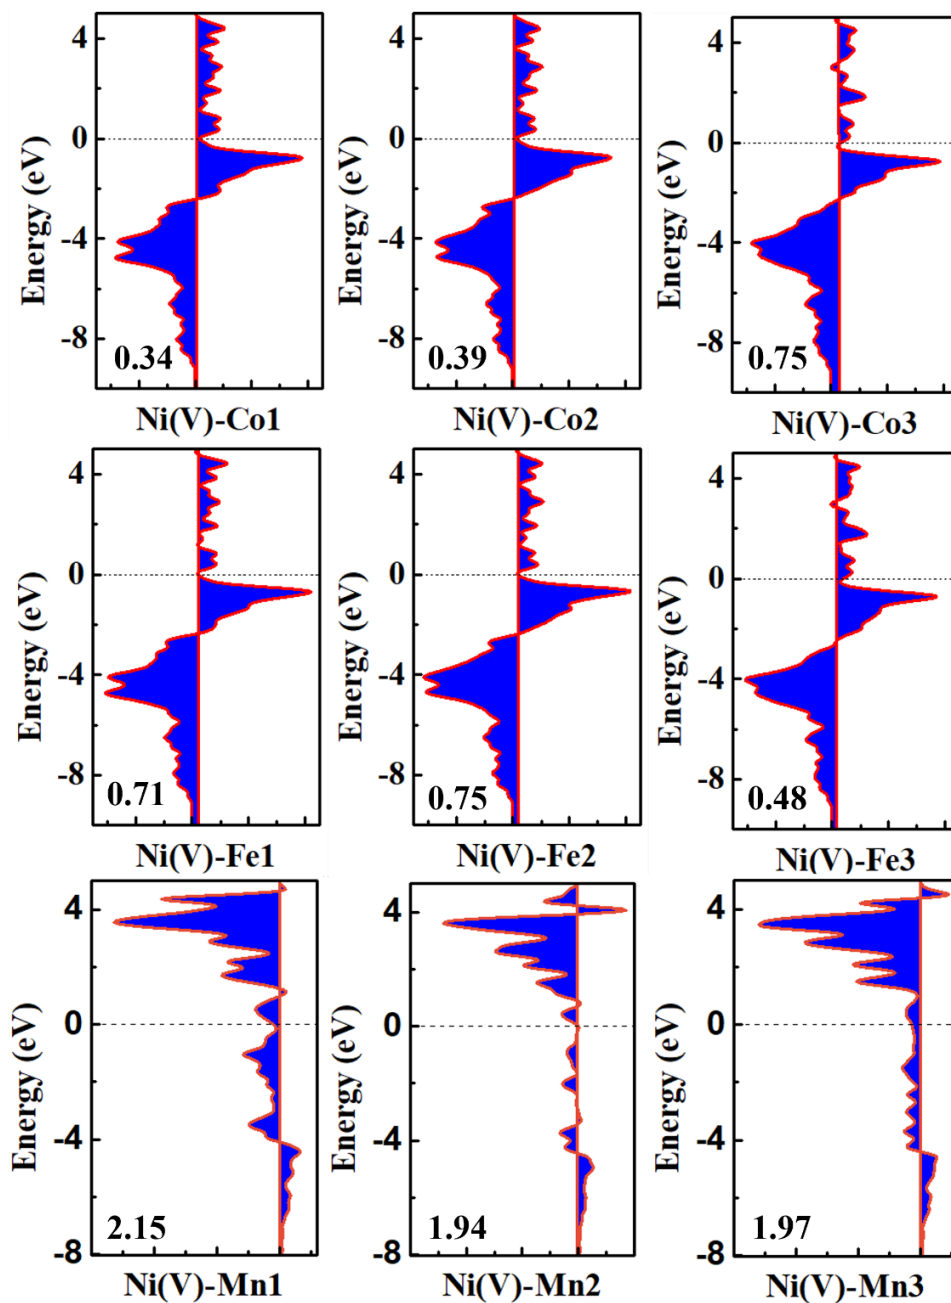 Energy (eV)
4
0
-4
-8
0.34
Ni(V)-Co1
Energy (eV)
4
0
-4
-8
0.39
Ni(V)-Co2
Energy (eV)
4
0
-4
-8
0.75
Ni(V)-Co3
Energy (eV)
4
0
-4
-8
0.71
Ni(V)-Fe1
Energy (eV)
4
0
-4
-8
0.75
Ni(V)-Fe2
Energy (eV)
4
0
-4
-8
0.48
Ni(V)-Fe3
Energy (eV)
4
0
-4
-8
2.15
Ni(V)-Mn1
Energy (eV)
4
0
-4
-8
1.94
Ni(V)-Mn2
Energy (eV)
4
0
-4
-8
1.97
Ni(V)-Mn3